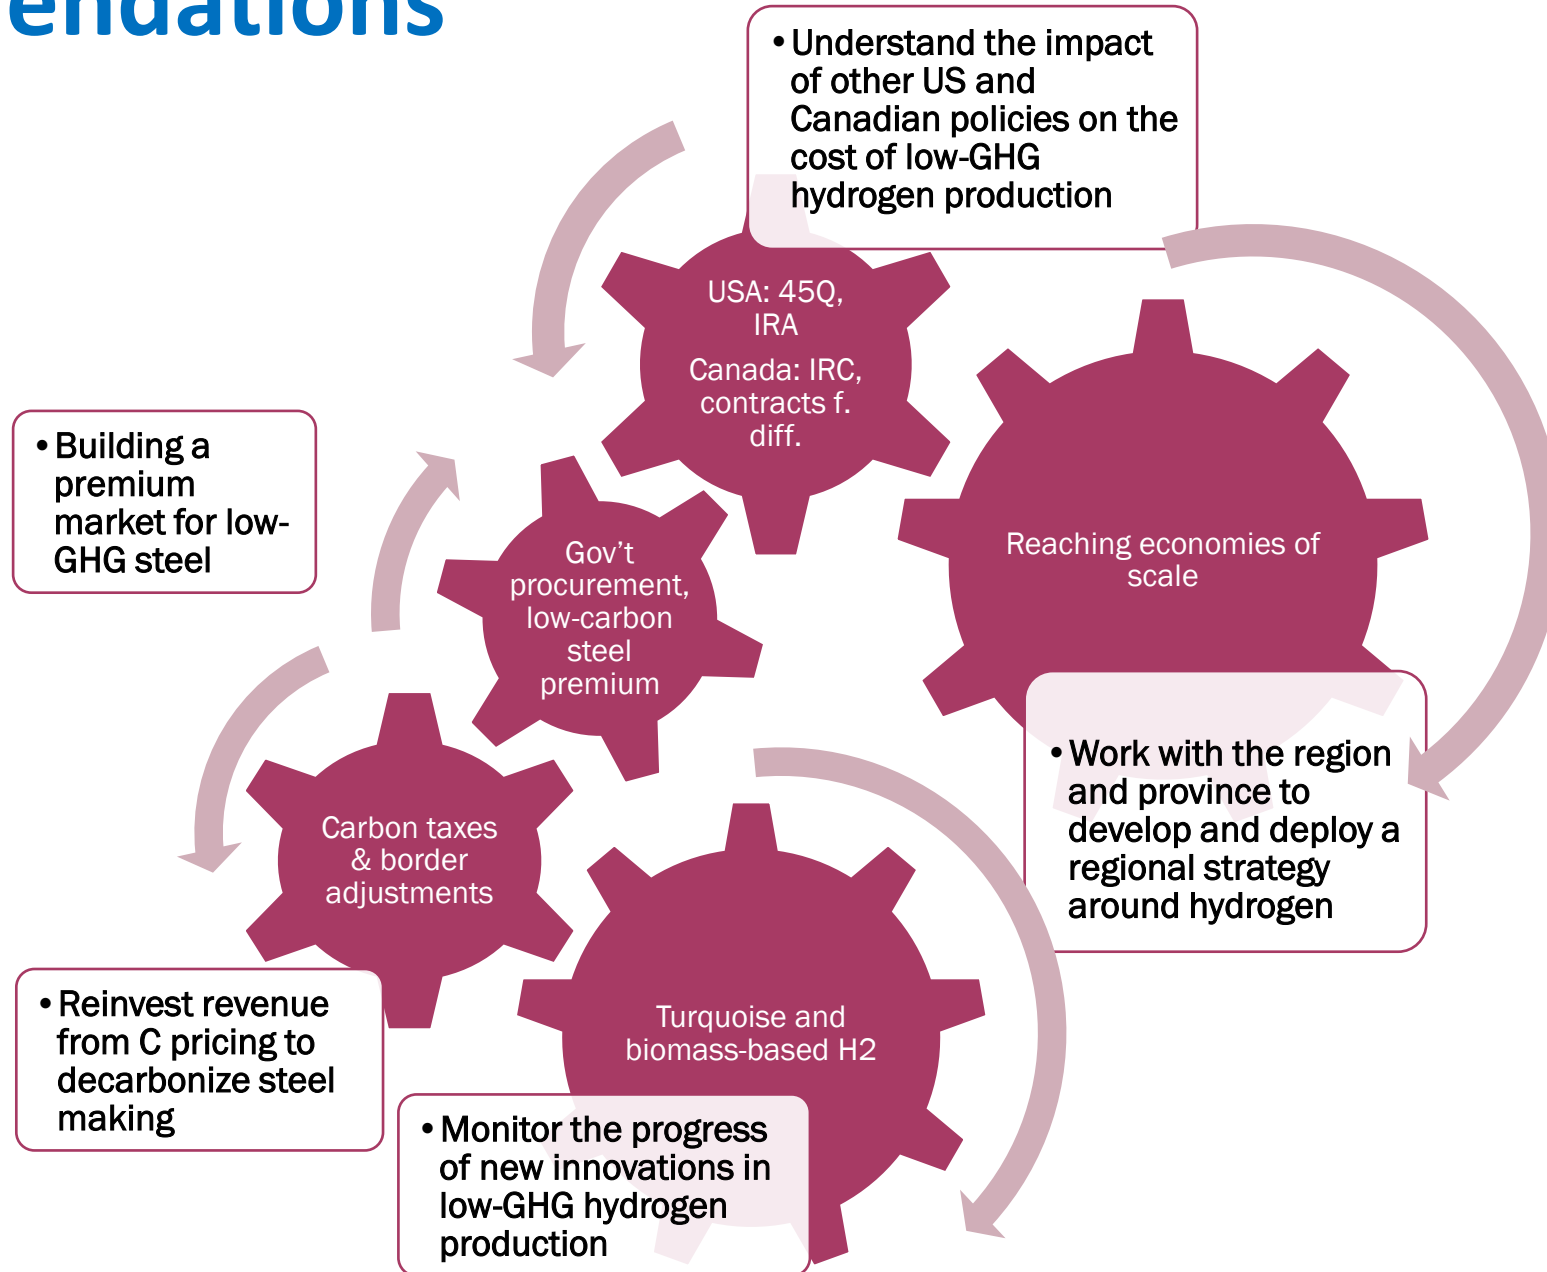 endations
•Understand the impact
of other US and
Canadian policies on the
cost of low-GHG
hydrogen production
USA: 45Q,
IRA
Canada: IRC,
contracts f.
diff.
Reaching economies of
scale
•Work with the region
and province to
develop and deploy a
regional strategy
around hydrogen
•Building a
premium
market for low-
GHG steel
Gov’t
procurement,
low-carbon
steel
premium
Carbon taxes
& border
adjustments
•Reinvest revenue
from C pricing to
decarbonize steel
making
Turquoise and
biomass-based H2
•Monitor the progress
of new innovations in
low-GHG hydrogen
production